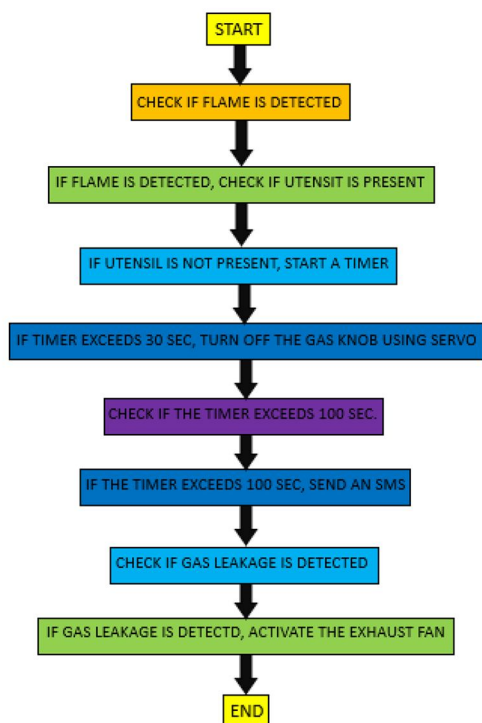 START
CHECK IF FLAME IS DETECTED
IF FLAME IS DETECTED, CHECK IF UTENSIT IS PRESENT
IF UTENSIL IS NOT PRESENT, START A TIMER
IF TIMER EXCEEDS 30 SEC, TURN OFF THE GAS KNOB USING SERVO
CHECK IF THE TIMER EXCEEDS 100 SEC.
IF THE TIMER EXCEEDS 100 SEC, SEND AN SMS
CHECK IF GAS LEAKAGE IS DETECTED
IF GAS LEAKAGE IS DETECTD, ACTIVATE THE EXHAUST FAN
END